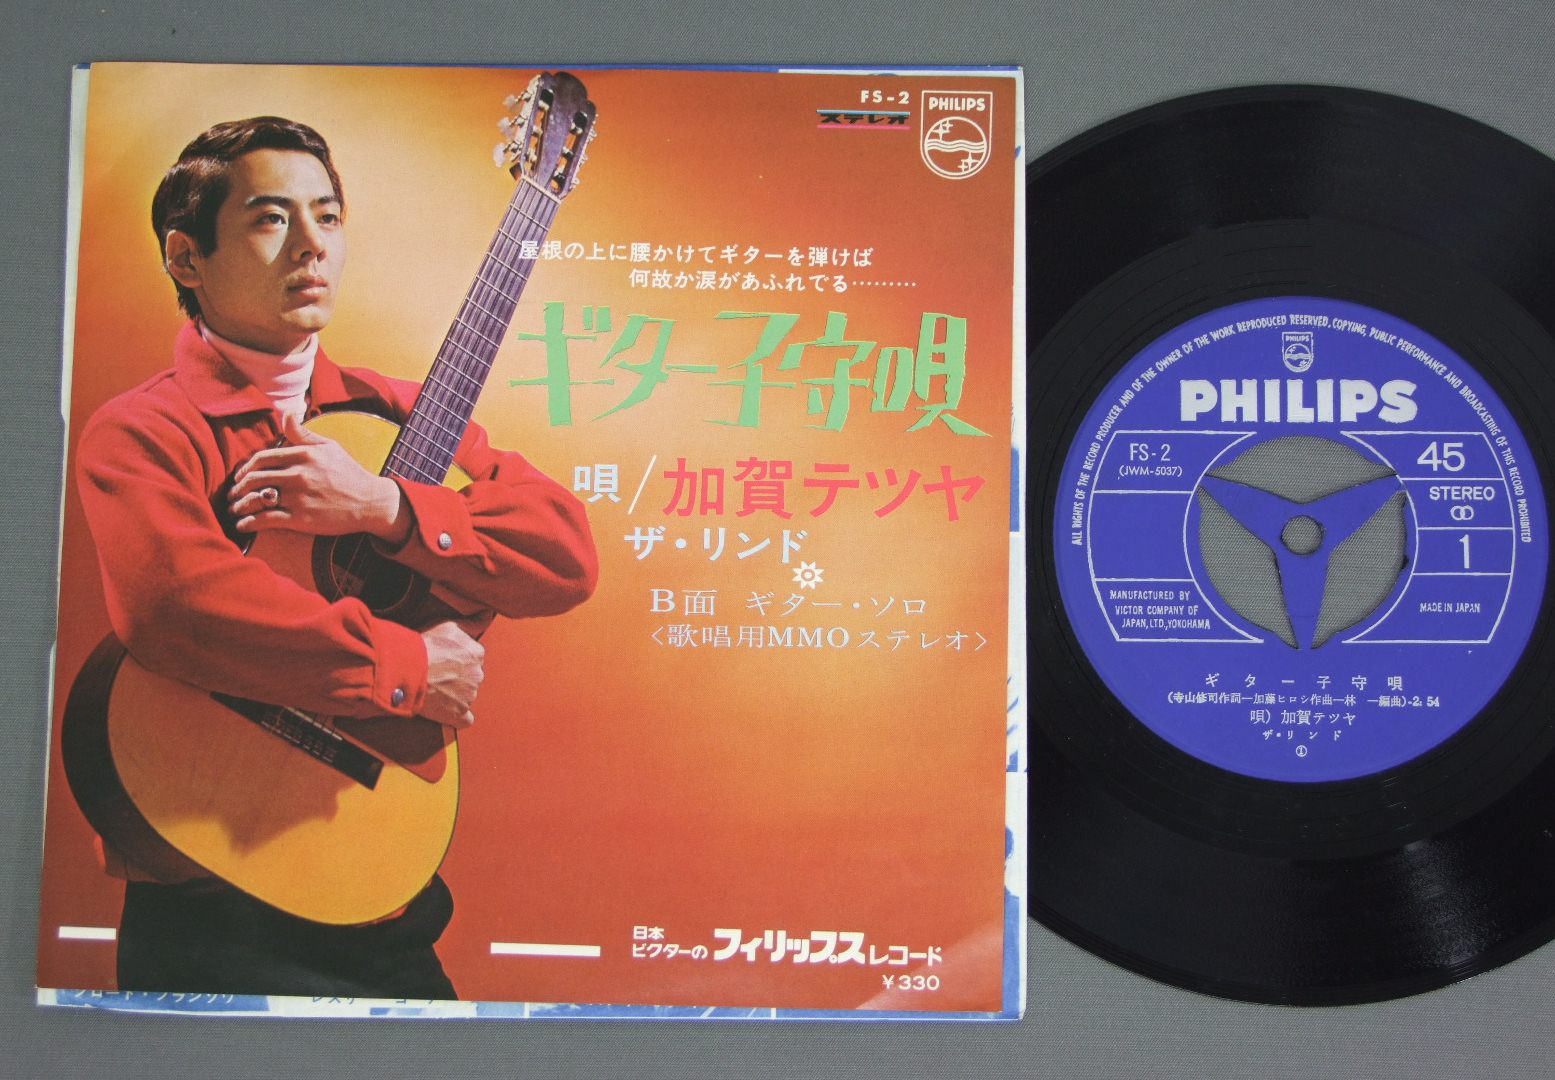 FS-2
ステレオ
PHILIPS
屋根の上に腰かけてギターを弾けば
何故か涙があふれでる………
ギター子守唄
唄/加賀テツヤ
ザ・リンド
B面 ギター・ソロ
〈歌唱用MMOステレオ〉
日本
ビクターの フィリップス レコード
¥330
ALL RIGHTS OF THE RECORD PRODUCER AND OF THE OWNER OF THE WORK REPRODUCED RESERVED, COPYING, PUBLIC PERFORMANCE AND BROADCASTING OF THIS RECORD PROHIBITED
PHILIPS
PHILIPS
FS-2
(JWM-5037)
45
STEREO
1
MANUFACTURED BY
VICTOR COMPANY OF
JAPAN, LTD., YOKOHAMA
MADE IN JAPAN
ギター子守唄
(寺山修司作詞—加藤ヒロシ作曲—林 一編曲)-2:54
唄) 加賀テツヤ
ザ・リンド
①